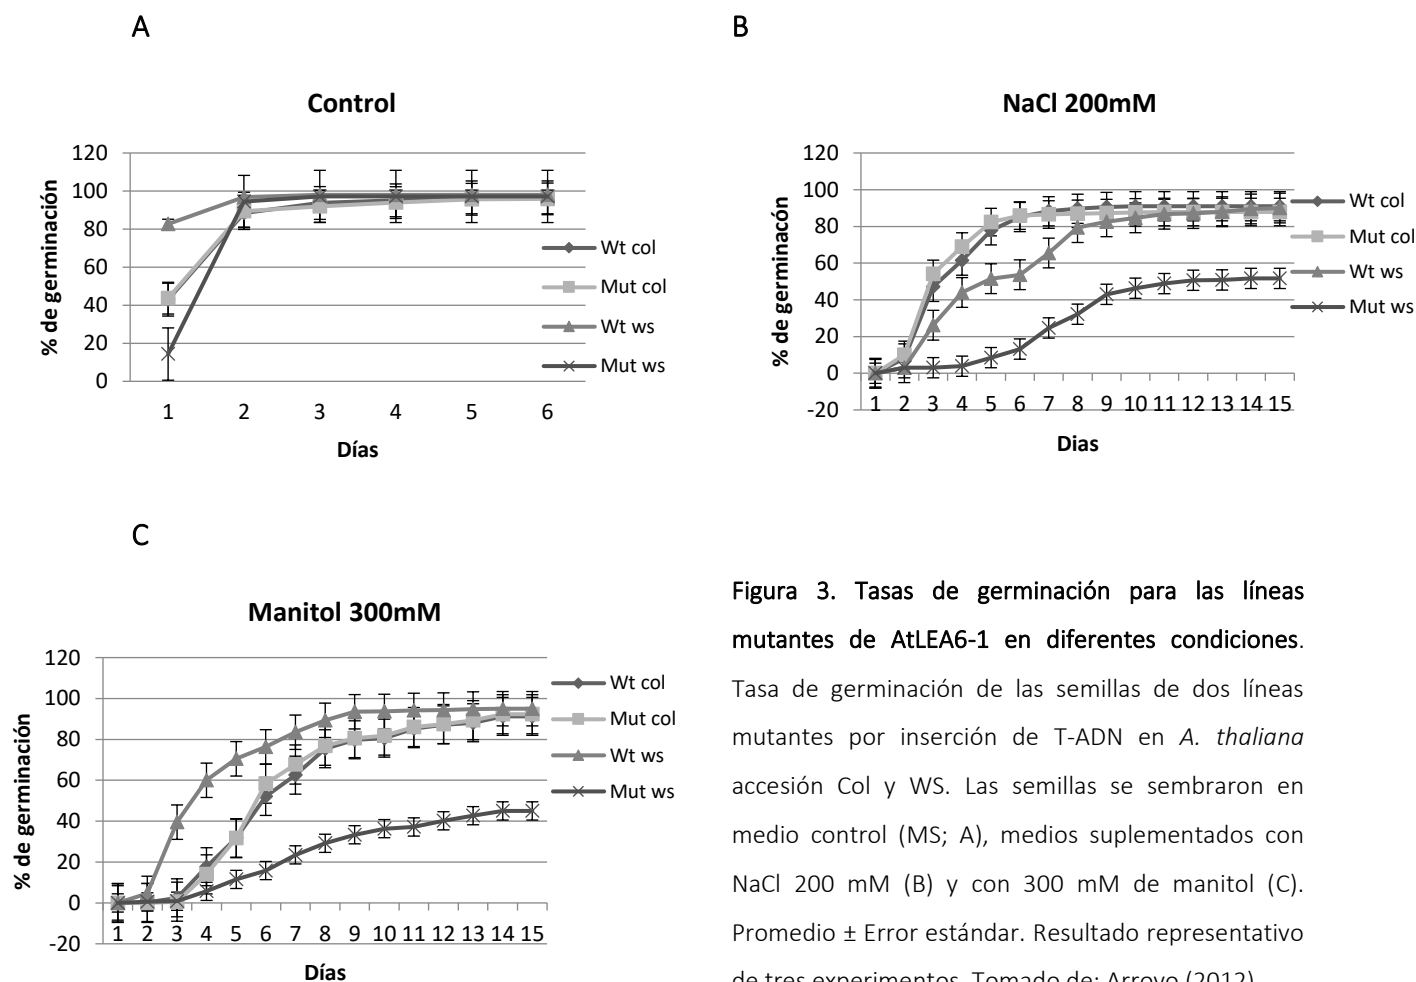 A
Control
% de germinación
120
100
80
60
40
20
0
1 2 3 4 5 6
Días
Wt col
Mut col
Wt ws
Mut ws
B
NaCl 200mM
% de germinacón
120
100
80
60
40
20
0
-20
1 2 3 4 5 6 7 8 9 10 11 12 13 14 15
Dias
Wt col
Mut col
Wt ws
Mut ws
C
Manitol 300mM
% de germinación
120
100
80
60
40
20
0
-20
1 2 3 4 5 6 7 8 9 10 11 12 13 14 15
Días
Wt col
Mut col
Wt ws
Mut ws
Figura 3. Tasas de germinación para las líneas
mutantes de AtLEA6-1 en diferentes condiciones.
Tasa de germinación de las semillas de dos líneas
mutantes por inserción de T-ADN en A. thaliana
accesión Col y WS. Las semillas se sembraron en
medio control (MS; A), medios suplementados con
NaCl 200 mM (B) y con 300 mM de manitol (C).
Promedio ± Error estándar. Resultado representativo
de tres experimentos. Tomado de: Arroyo (2012)